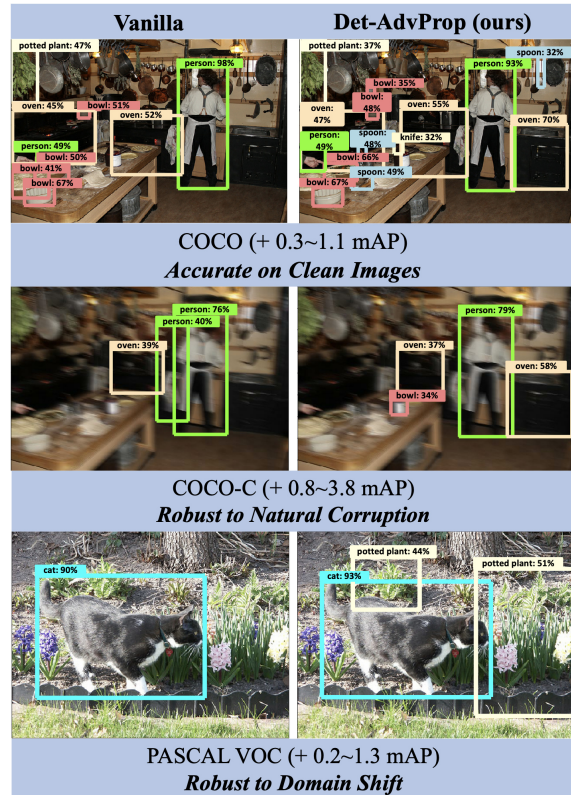 Vanilla
Det-AdvProp (ours)
potted plant: 47%
person: 98%
oven: 45%
bowl: 51%
oven: 52%
person: 49%
bowl: 50%
bowl: 41%
bowl: 67%
potted plant: 37%
spoon: 32%
person: 93%
bowl: 35%
bowl: 48%
oven: 55%
oven: 47%
oven: 70%
person: 49%
spoon: 48%
knife: 32%
bowl: 66%
spoon: 49%
bowl: 67%
COCO (+ 0.3~1.1 mAP)
Accurate on Clean Images
person: 76%
person: 40%
oven: 39%
person: 79%
oven: 37%
oven: 58%
bowl: 34%
COCO-C (+ 0.8~3.8 mAP)
Robust to Natural Corruption
cat: 90%
potted plant: 44%
potted plant: 51%
cat: 93%
PASCAL VOC (+ 0.2~1.3 mAP)
Robust to Domain Shift